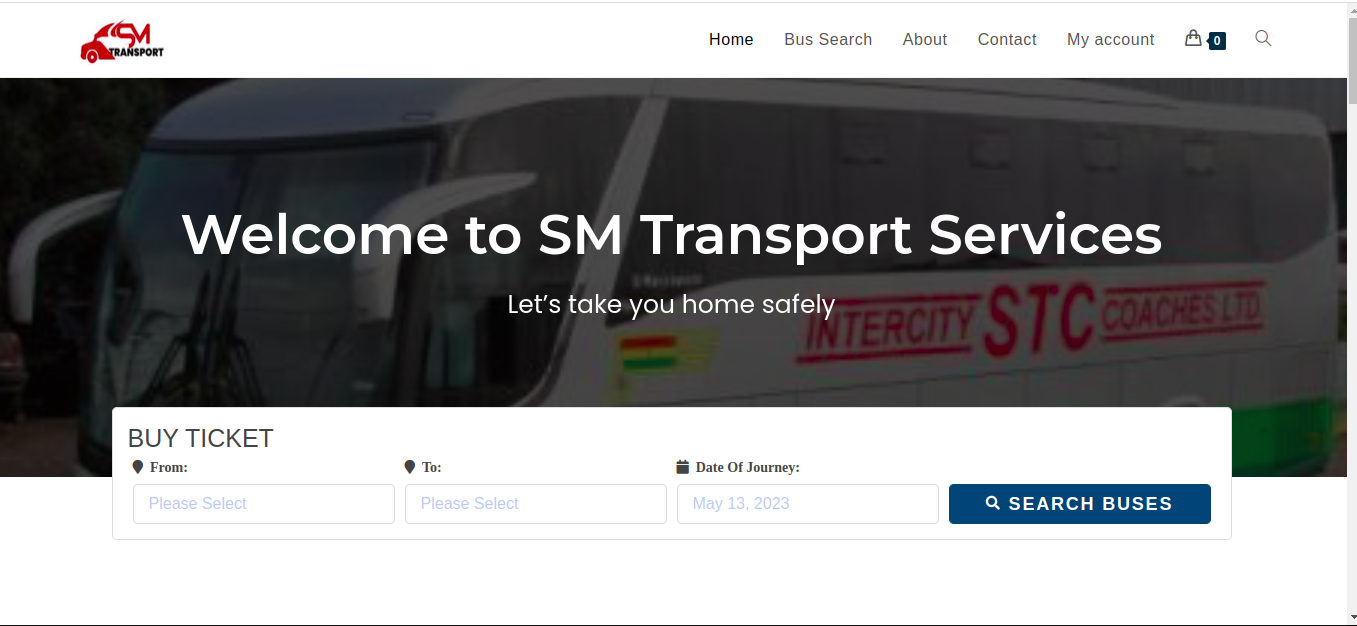 SM
TRANSPORT
Home
Bus Search
About
Contact
My account
0
Welcome to SM Transport Services
Let’s take you home safely
INTERCITY STC COACHES LTD.
BUY TICKET
From:
To:
Date Of Journey:
Please Select
Please Select
May 13, 2023
SEARCH BUSES